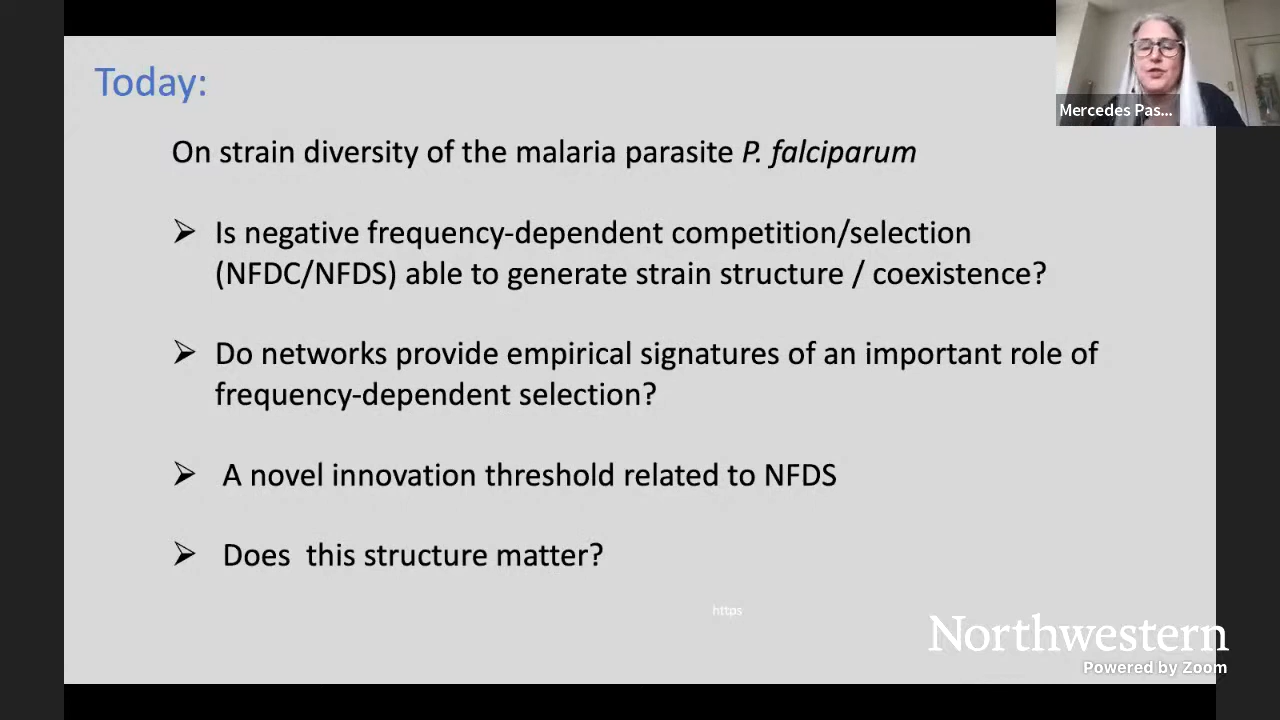 Today:
Mercedes Pas...
On strain diversity of the malaria parasite P. falciparum
➢ Is negative frequency-dependent competition/selection
(NFDC/NFDS) able to generate strain structure / coexistence?
➢ Do networks provide empirical signatures of an important role of
frequency-dependent selection?
➢ A novel innovation threshold related to NFDS
➢ Does this structure matter?
https
Northwestern
Powered by Zoom